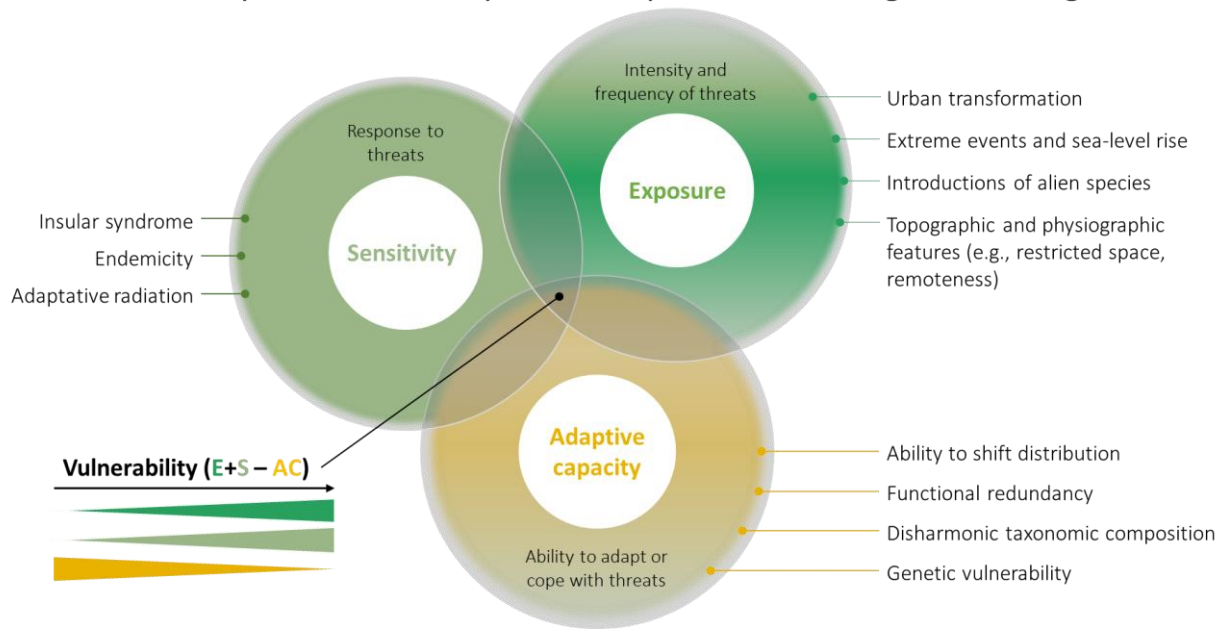 Intensity and
frequency of threats
Response to
threats
Exposure
Sensitivity
Urban transformation
Extreme events and sea-level rise
Introductions of alien species
Topographic and physiographic
features (e.g., restricted space,
remoteness)
Insular syndrome
Endemicity
Adaptative radiation
Vulnerability (E+S – AC)
Adaptive
capacity
Ability to adapt or
cope with threats
Ability to shift distribution
Functional redundancy
Disharmonic taxonomic composition
Genetic vulnerability